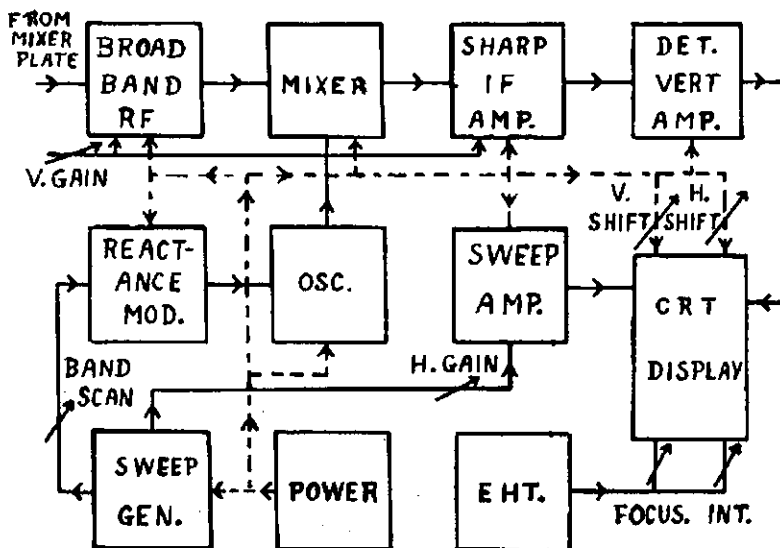 FROM
MIXER
PLATE
BROAD
BAND
RF
MIXER
SHARP
IF
AMP.
DET.
VERT
AMP.
V. GAIN
V.
SHIFT
H.
SHIFT
REACT-
ANCE
MOD.
OSC.
SWEEP
AMP.
CRT
DISPLAY
BAND
SCAN
H. GAIN
SWEEP
GEN.
POWER
EHT.
FOCUS. INT.